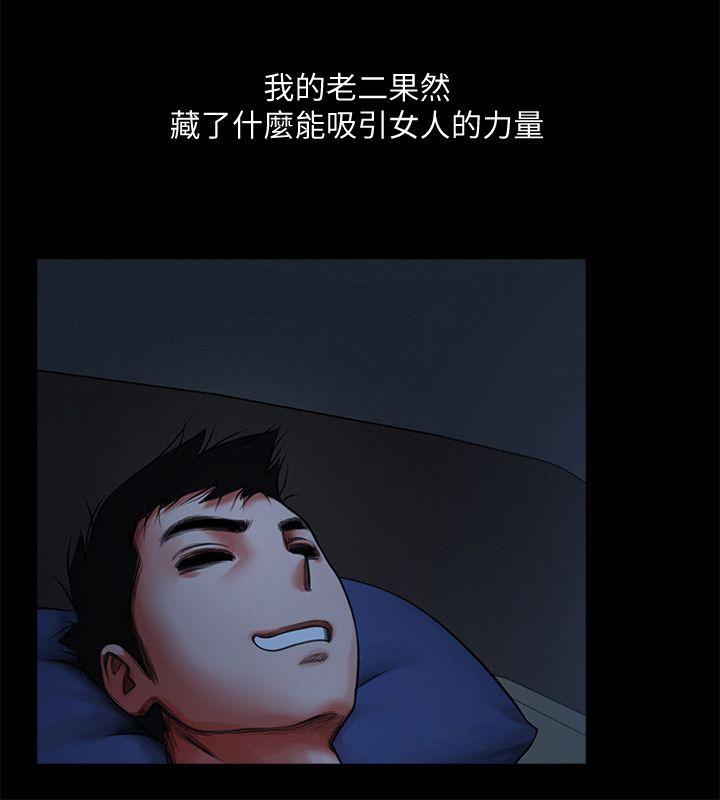 我的老二果然
藏了什麼能吸引女人的力量